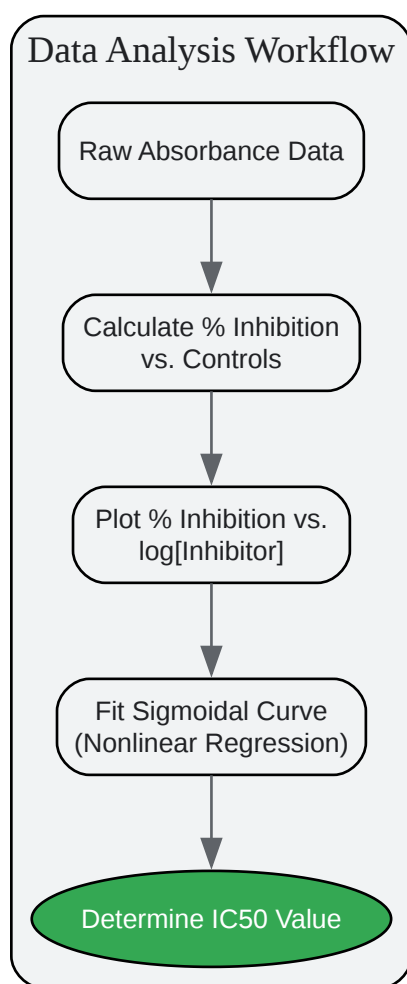 Data Analysis Workflow
Raw Absorbance Data
Calculate % Inhibition
vs. Controls
Plot % Inhibition vs.
log[Inhibitor]
Fit Sigmoidal Curve
(Nonlinear Regression)
Determine IC50 Value